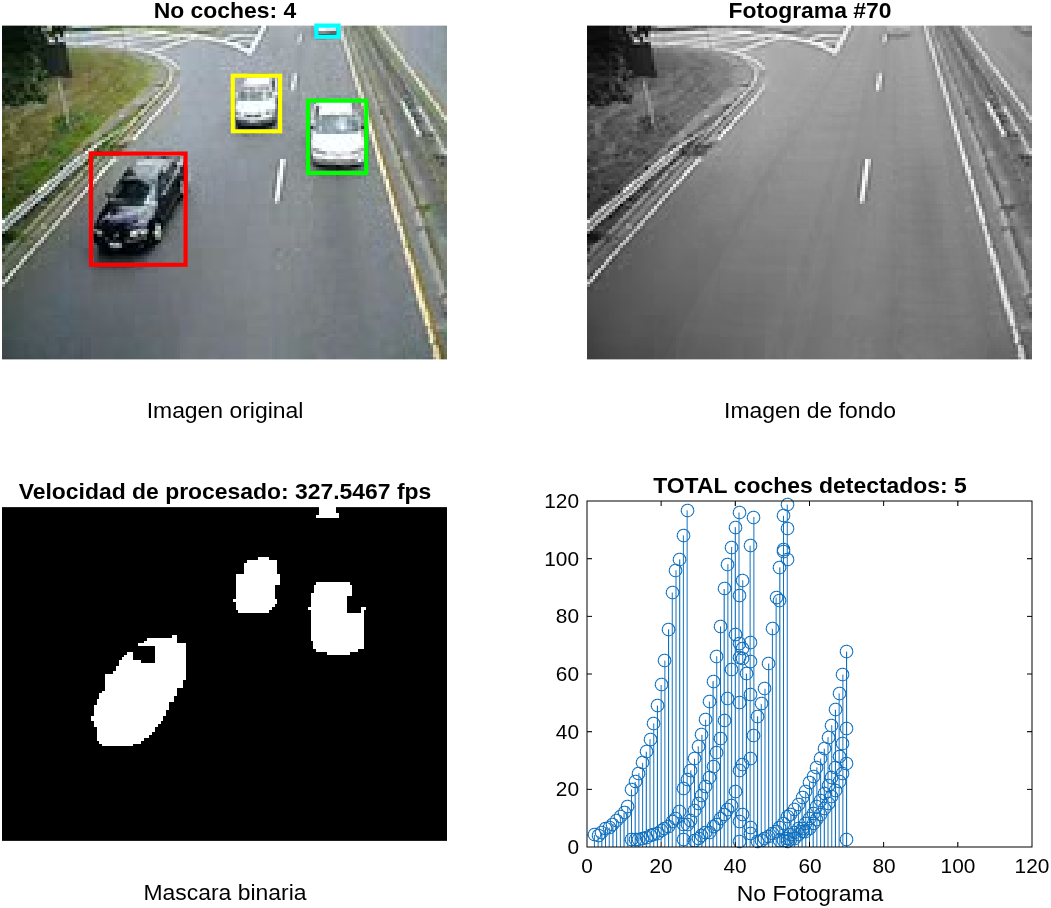 No coches: 4
Fotograma #70
Imagen original
Imagen de fondo
Velocidad de procesado: 327.5467 fps
TOTAL coches detectados: 5
120
100
80
60
40
20
0
0 20 40 60 80 100 120
No Fotograma
Mascara binaria